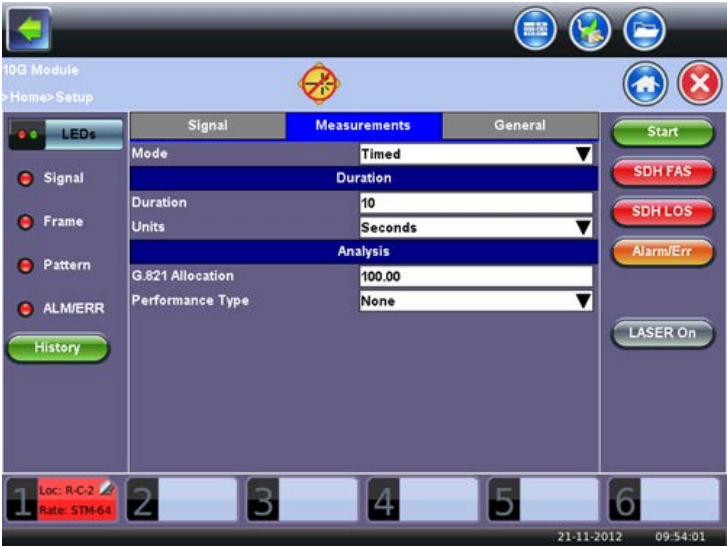 10G Module
>Home>Setup
LEDs
Signal
Frame
Pattern
ALM/ERR
History
Signal Measurements General
Mode Timed
Duration
Duration 10
Units Seconds
Analysis
G.821 Allocation 100.00
Performance Type None
Start
SDH FAS
SDH LOS
Alarm/Err
LASER On
1 Loc: R-C-2
Rate: STM-64
2
3
4
5
6
21-11-2012 09:54:01